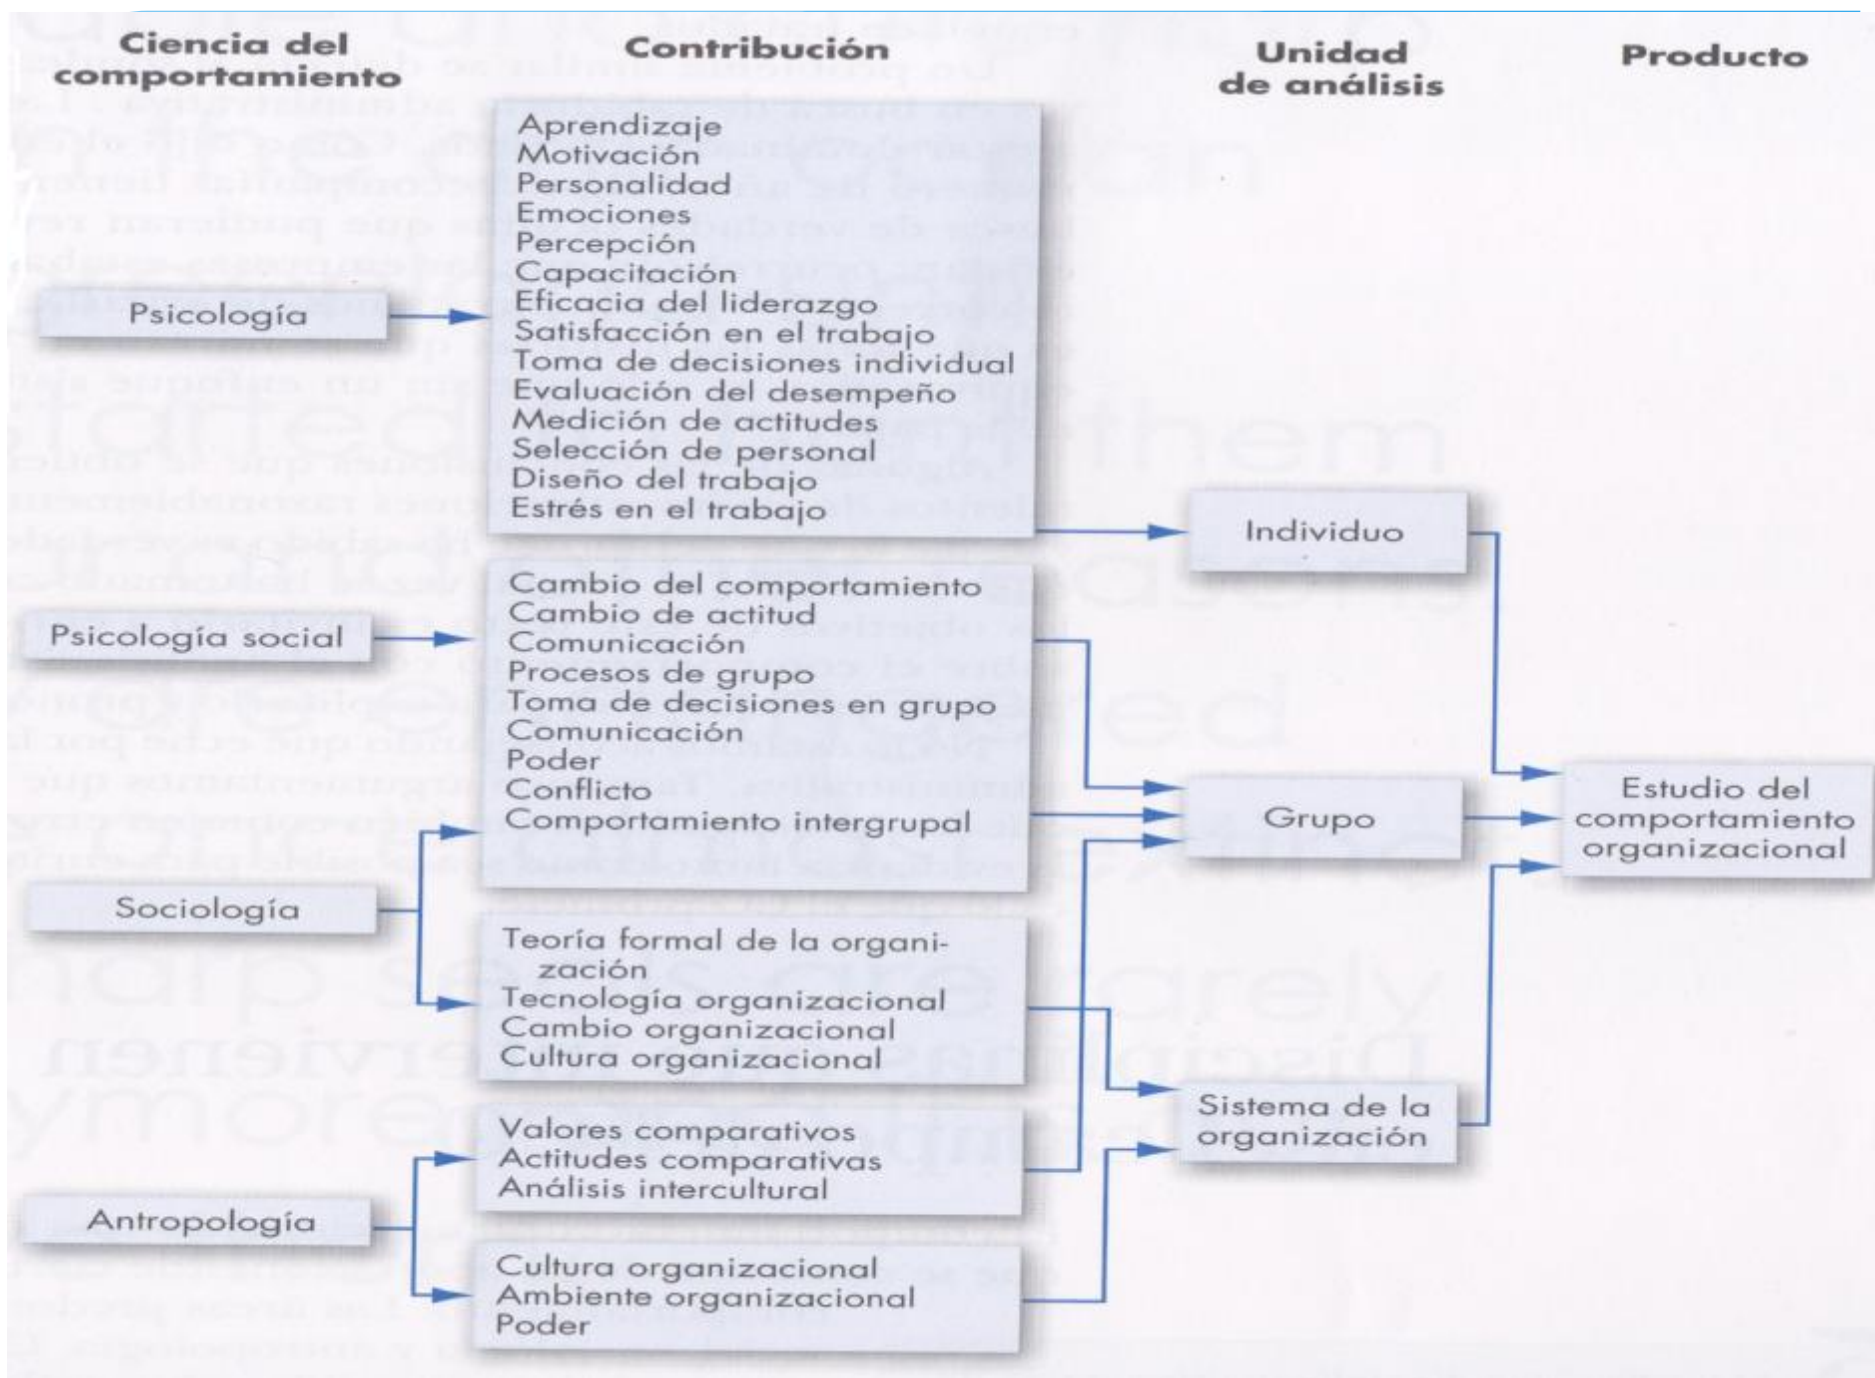 Ciencia del
comportamiento
Contribución
Unidad
de análisis
Producto
Psicología
Aprendizaje
Motivación
Personalidad
Emociones
Percepción
Capacitación
Eficacia del liderazgo
Satisfacción en el trabajo
Toma de decisiones individual
Evaluación del desempeño
Medición de actitudes
Selección de personal
Diseño del trabajo
Estrés en el trabajo
Individuo
Psicología social
Cambio del comportamiento
Cambio de actitud
Comunicación
Procesos de grupo
Toma de decisiones en grupo
Comunicación
Poder
Conflicto
Comportamiento intergrupal
Grupo
Estudio del
comportamiento
organizacional
Sociología
Teoría formal de la organi-
zación
Tecnología organizacional
Cambio organizacional
Cultura organizacional
Sistema de la
organización
Antropología
Valores comparativos
Actitudes comparativas
Análisis intercultural
Cultura organizacional
Ambiente organizacional
Poder